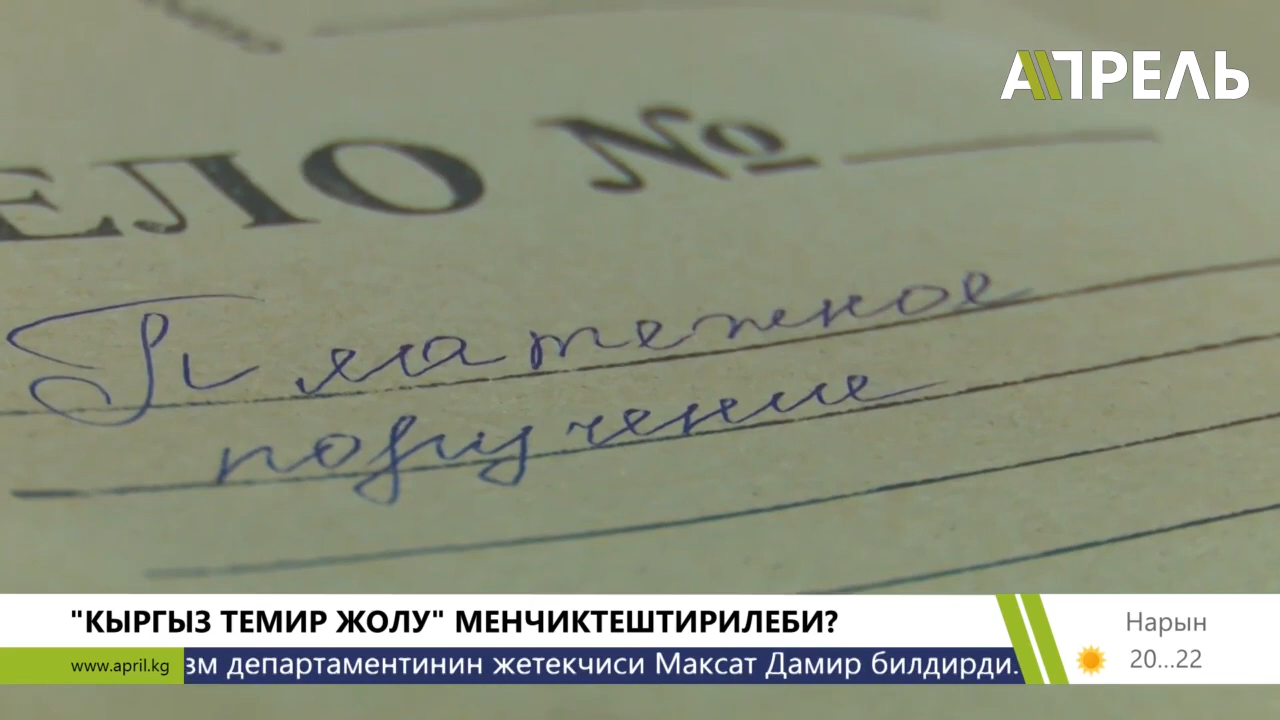 АПРЕЛЬ
ЕЛО №
Платежное
поручение
"КЫРГЫЗ ТЕМИР ЖОЛУ" МЕНЧИКТЕШТИРИЛЕБИ?
Нарын
www.april.kg
зм департаментинин жетекчиси Максат Дамир билдирди.
20...22